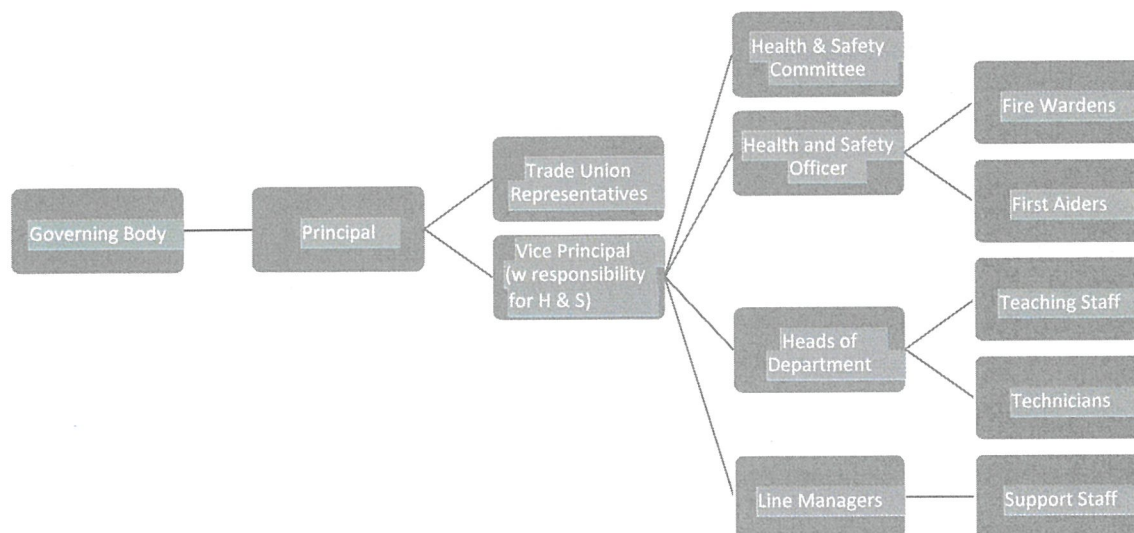 Governing Body
Principal
Trade Union
Representatives
Vice Principal
(w responsibility
for H & S)
Health & Safety
Committee
Health and Safety
Officer
Heads of
Department
Line Managers
Fire Wardens
First Aiders
Teaching Staff
Technicians
Support Staff